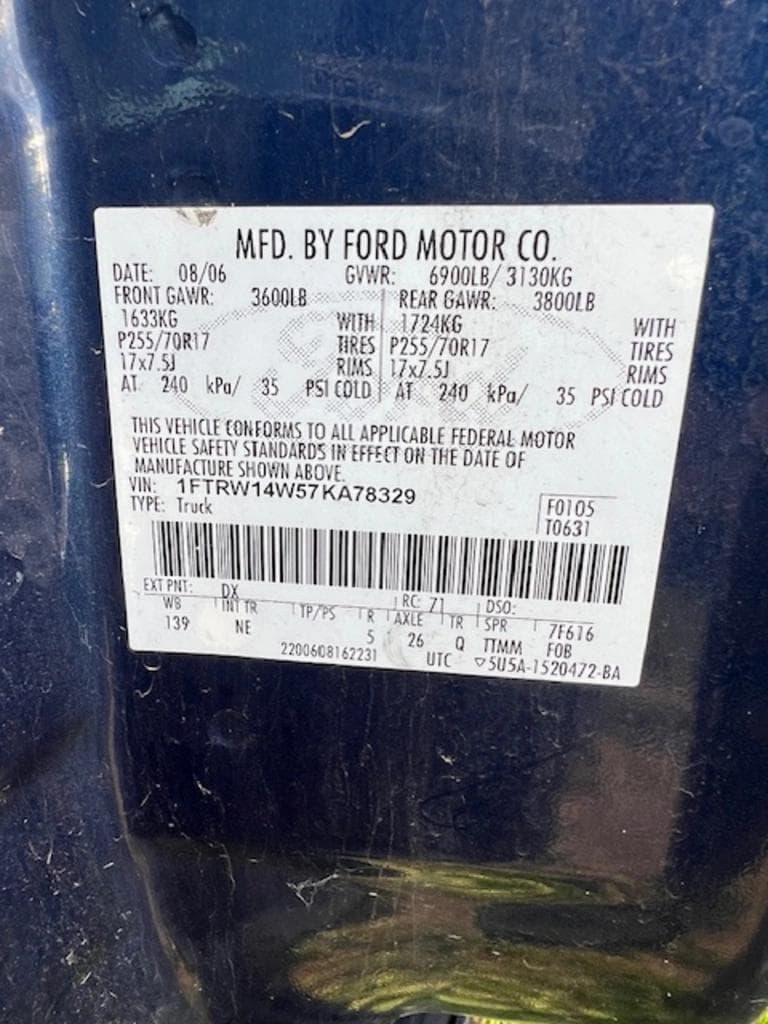 MFD. BY FORD MOTOR CO.
DATE: 08/06 GVWR: 6900LB/ 3130KG
FRONT GAWR: 3600LB REAR GAWR: 3800LB
1633KG WITH 1724KG WITH
P255/70R17 TIRES P255/70R17 TIRES
17x7.5J RIMS 17x7.5J RIMS
AT 240 kPa/ 35 PSI COLD AT 240 kPa/ 35 PSI COLD
THIS VEHICLE CONFORMS TO ALL APPLICABLE FEDERAL MOTOR
VEHICLE SAFETY STANDARDS IN EFFECT ON THE DATE OF
MANUFACTURE SHOWN ABOVE.
VIN: 1FTRW14W57KA78329
TYPE: Truck
F0105
T0631
EXT PNT: DX RC: 71 DSO:
WB INT TR TP/PS R AXLE TR SPR 7F616
139 NE 5 26 Q TTMM FOB
2200608162231 UTC ▽5U5A-1520472-BA